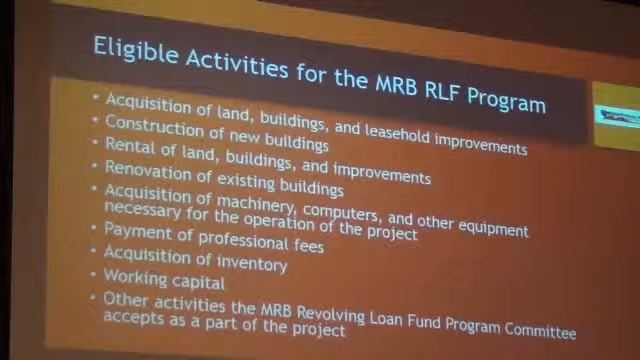 Eligible Activities for the MRB RLF Program
• Acquisition of land, buildings, and leasehold improvements
• Construction of new buildings
• Rental of land, buildings, and improvements
• Renovation of existing buildings
• Acquisition of machinery, computers, and other equipment
necessary for the operation of the project
• Payment of professional fees
• Acquisition of inventory
• Working capital
• Other activities the MRB Revolving Loan Fund Program Committee
accepts as a part of the project